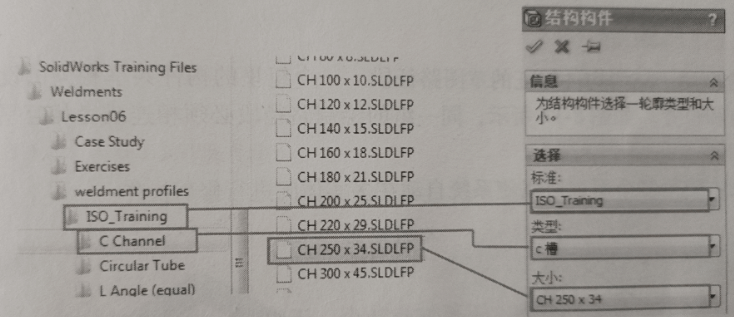 SolidWorks Training Files
Weldments
Lesson06
Case Study
Exercises
weldment profiles
ISO_Training
C Channel
Circular Tube
L Angle (equal)
CH 100 x 10.SLDLFP
CH 120 x 12.SLDLFP
CH 140 x 15.SLDLFP
CH 160 x 18.SLDLFP
CH 180 x 21.SLDLFP
CH 200 x 25.SLDLFP
CH 220 x 29.SLDLFP
CH 250 x 34.SLDLFP
CH 300 x 45.SLDLFP
结构构件 ?
信息
为结构构件选择一轮廓类型和大
小。
选择
标准:
ISO_Training
类型:
c 槽
大小:
CH 250 x 34